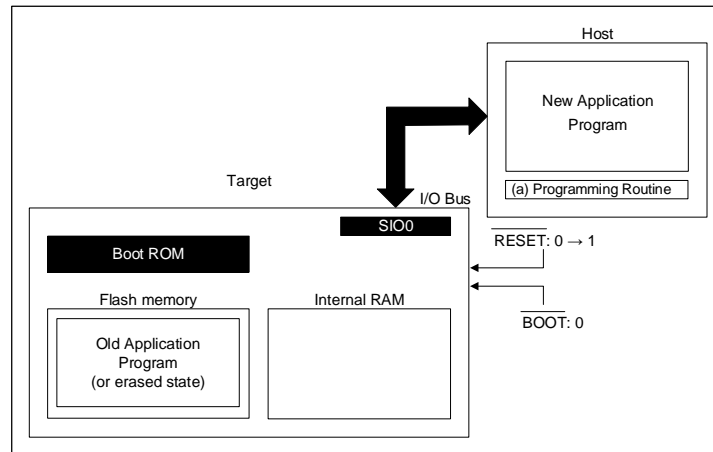 Host
New Application
Program
(a) Programming Routine
Target
I/O Bus
SIO0
RESET: 0 → 1
Boot ROM
BOOT: 0
Flash memory
Internal RAM
Old Application
Program
(or erased state)